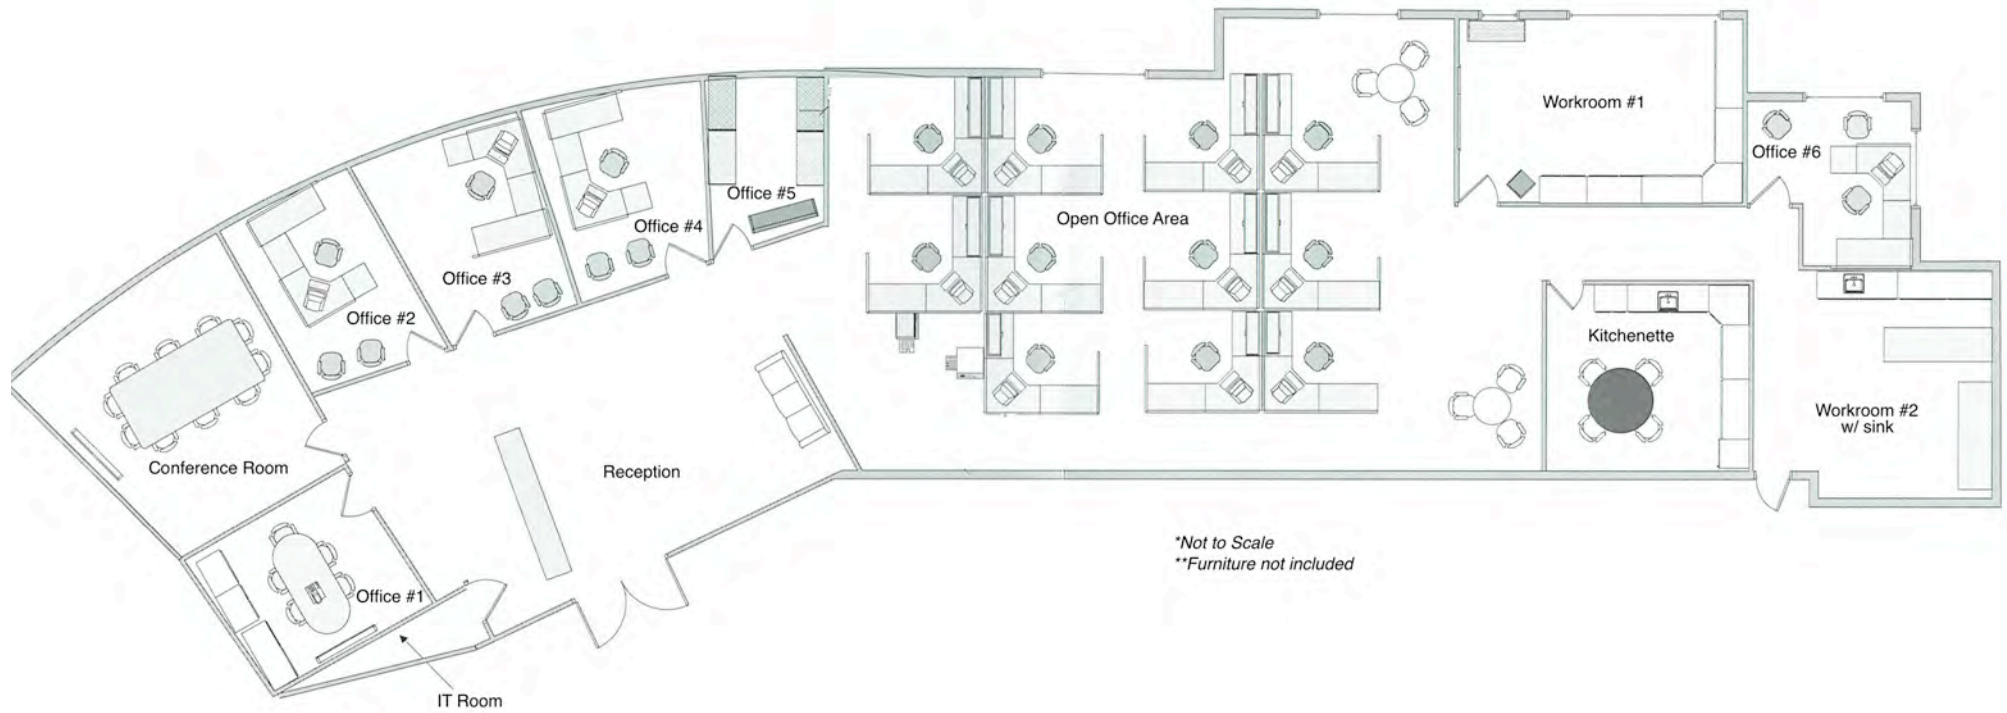 Workroom #1
Office #6
Office #5
Open Office Area
Office #4
Office #3
Office #2
Kitchenette
Workroom #2
w/ sink
Conference Room
Reception
*Not to Scale
**Furniture not included
Office #1
IT Room